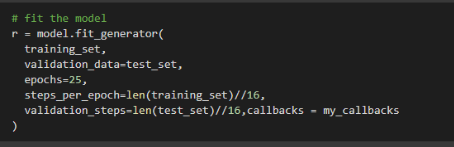 # fit the model
r = model.fit_generator(
training_set,
validation_data=test_set,
epochs=25,
steps_per_epoch=len(training_set)//16,
validation_steps=len(test_set)//16,callbacks = my_callbacks
)